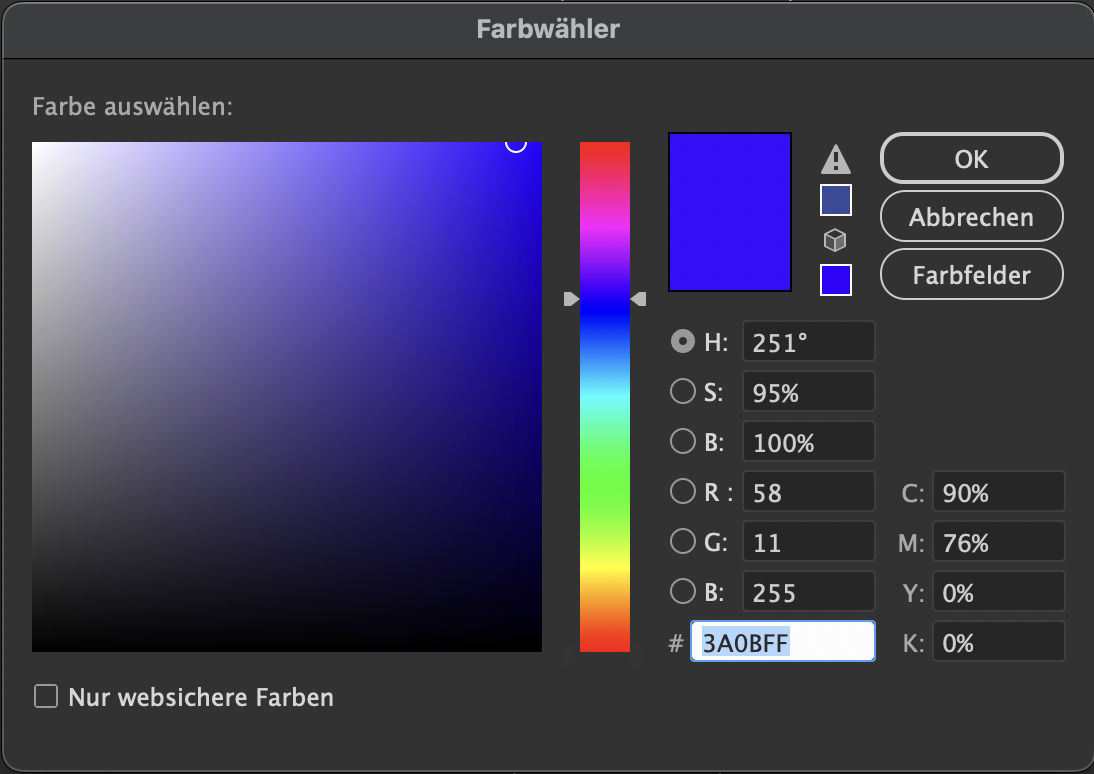 Farbwähler
Farbe auswählen:
OK
Abbrechen
Farbfelder
H: 251°
S: 95%
B: 100%
R : 58 C: 90%
G: 11 M: 76%
B: 255 Y: 0%
# 3A0BFF K: 0%
Nur websichere Farben